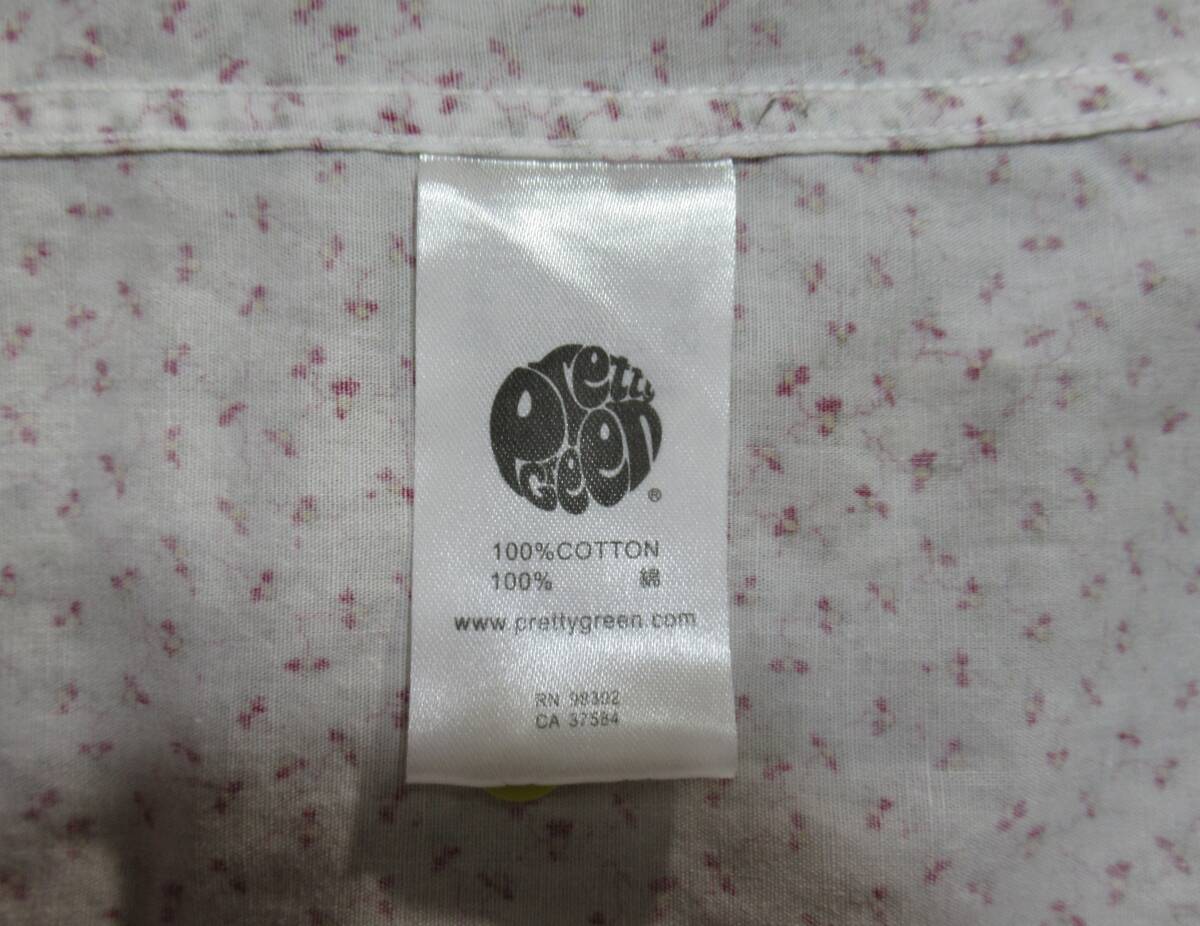 Pretty
Green
®
100%COTTON
100% 綿
www.prettygreen.com
RN 98302
CA 37584